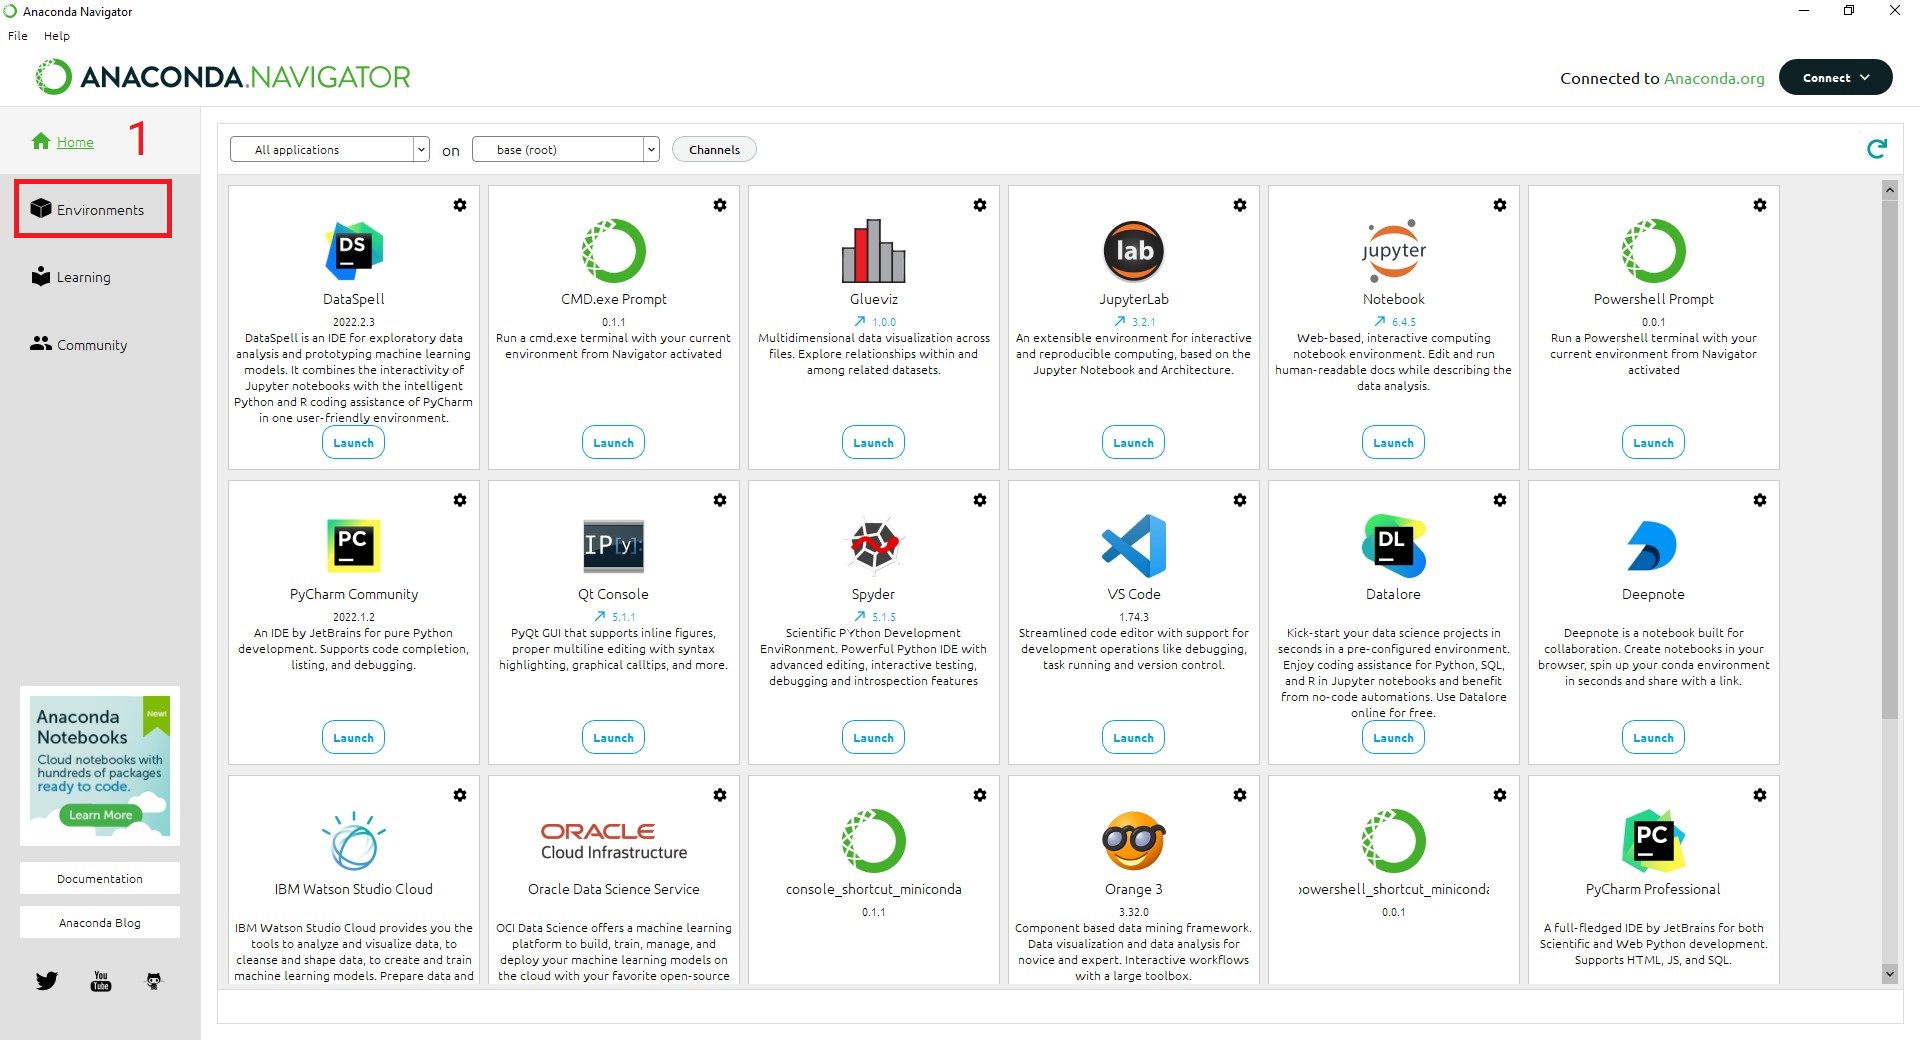 Anaconda Navigator
File Help
ANACONDA.NAVIGATOR
Connected to Anaconda.org
Connect
Home
1
Environments
Learning
Community
All applications
on
base (root)
Channels
DS
DataSpell
2022.2.3
DataSpell is an IDE for exploratory data
analysis and prototyping machine learning
models. It combines the interactivity of
Jupyter notebooks with the intelligent
Python and R coding assistance of PyCharm
in one user-friendly environment.
Launch
CMD.exe Prompt
0.1.1
Run a cmd.exe terminal with your current
environment from Navigator activated
Launch
Glueviz
1.0.0
Multidimensional data visualization across
files. Explore relationships within and
among related datasets.
Launch
lab
JupyterLab
3.2.1
An extensible environment for interactive
and reproducible computing, based on the
Jupyter Notebook and Architecture.
Launch
jupyter
Notebook
6.4.5
Web-based, interactive computing
notebook environment. Edit and run
human-readable docs while describing the
data analysis.
Launch
Powershell Prompt
0.0.1
Run a Powershell terminal with your
current environment from Navigator
activated
Launch
PC
PyCharm Community
2022.1.2
An IDE by JetBrains for pure Python
development. Supports code completion,
listing, and debugging.
Launch
IP[y]:
Qt Console
5.1.1
PyQt GUI that supports inline figures,
proper multiline editing with syntax
highlighting, graphical calltips, and more.
Launch
Spyder
5.1.5
Scientific PYthon Development
EnviRonment. Powerful Python IDE with
advanced editing, interactive testing,
debugging and introspection features
Launch
VS Code
1.74.3
Streamlined code editor with support for
development operations like debugging,
task running and version control.
Launch
DL
Datalore
Kick-start your data science projects in
seconds in a pre-configured environment.
Enjoy coding assistance for Python, SQL,
and R in Jupyter notebooks and benefit
from no-code automations. Use Datalore
online for free.
Launch
Deepnote
Deepnote is a notebook built for
collaboration. Create notebooks in your
browser, spin up your conda environment
in seconds and share with a link.
Launch
IBM Watson Studio Cloud
IBM Watson Studio Cloud provides you the
tools to analyze and visualize data, to
cleanse and shape data, to create and train
machine learning models. Prepare data and
ORACLE
Cloud Infrastructure
Oracle Data Science Service
OCI Data Science offers a machine learning
platform to build, train, manage, and
deploy your machine learning models on
the cloud with your favorite open-source
console_shortcut_miniconda
0.1.1
Orange 3
3.32.0
Component based data mining framework.
Data visualization and data analysis for
novice and expert. Interactive workflows
with a large toolbox.
powershell_shortcut_miniconda
0.0.1
PC
PyCharm Professional
A full-fledged IDE by JetBrains for both
Scientific and Web Python development.
Supports HTML, JS, and SQL.
Anaconda
Notebooks
New!
Cloud notebooks with
hundreds of packages
ready to code.
Learn More
Documentation
Anaconda Blog
You
Tube